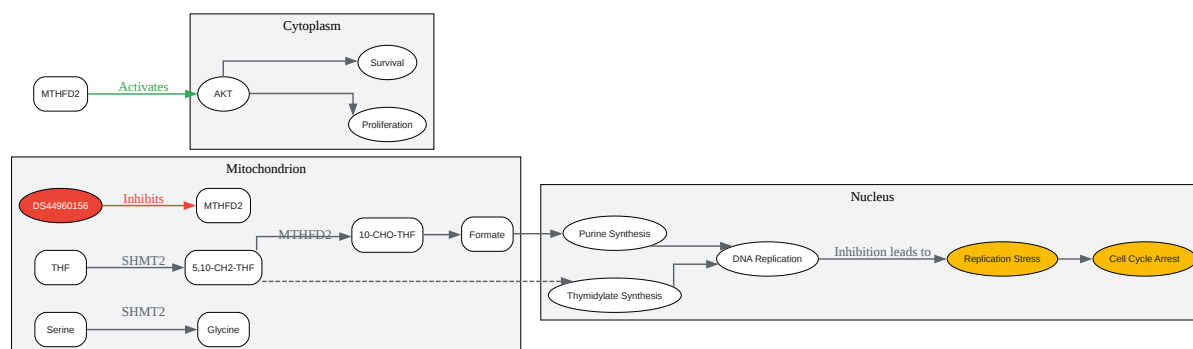 Cytoplasm
Survival
MTHFD2
Activates
AKT
Proliferation
Mitochondrion
DS44960156
Inhibits
MTHFD2
THF
SHMT2
5,10-CH2-THF
MTHFD2
10-CHO-THF
Formate
Serine
SHMT2
Glycine
Nucleus
Purine Synthesis
Thymidylate Synthesis
DNA Replication
Inhibition leads to
Replication Stress
Cell Cycle Arrest